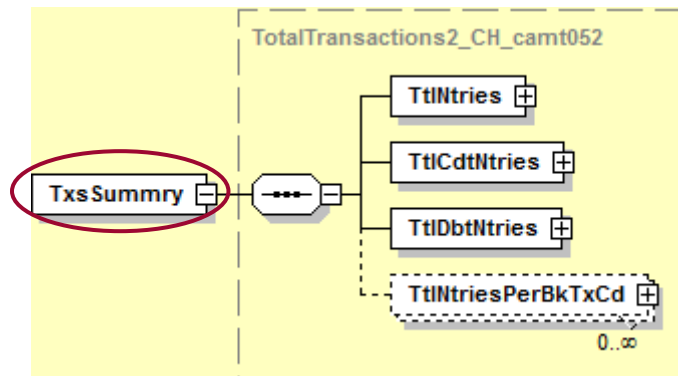 TotalTransactions2_CH_camt052
TtlNtries
TtlCdtNtries
TxsSummry
TtlDbtNtries
TtlNtriesPerBkTxCd
0..∞